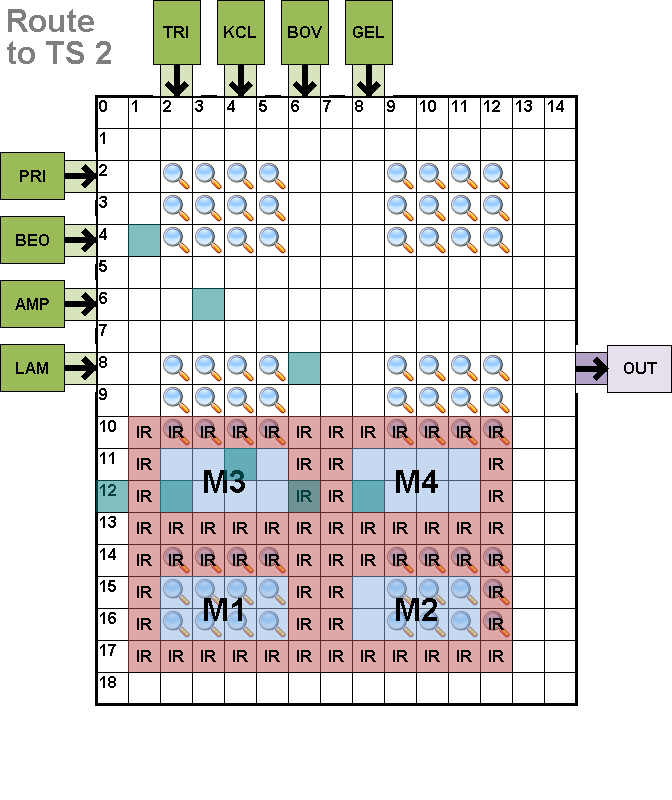 Route
to TS 2
TRI KCL BOV GEL
0 1 2 3 4 5 6 7 8 9 10 11 12 13 14
1
PRI 2
3
BEO 4
5
AMP 6
7
LAM 8 OUT
9
10 IR IR IR IR IR IR IR IR IR IR IR IR
11 IR IR IR IR
M3 M4
12 IR IR IR IR
13 IR IR IR IR IR IR IR IR IR IR IR IR
14 IR IR IR IR IR IR IR IR IR IR IR IR
15 IR IR IR IR
M1 M2
16 IR IR IR IR
17 IR IR IR IR IR IR IR IR IR IR IR IR
18